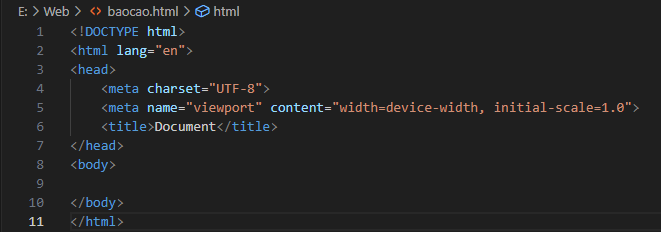 E: > Web > baocao.html > html
1 <!DOCTYPE html>
2 <html lang="en">
3 <head>
4     <meta charset="UTF-8">
5     <meta name="viewport" content="width=device-width, initial-scale=1.0">
6     <title>Document</title>
7 </head>
8 <body>
9
10 </body>
11 </html>